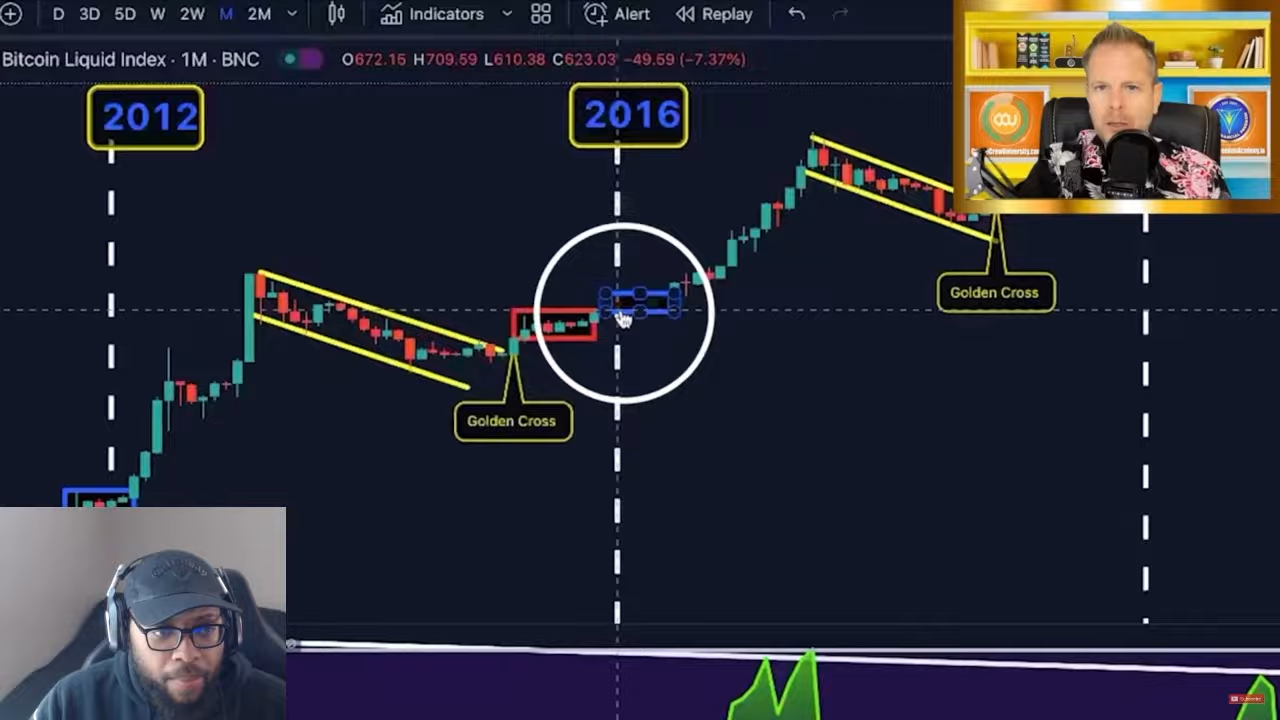 D 3D 5D W 2W M 2M Indicators Alert Replay
Bitcoin Liquid Index · 1M · BNC O672.15 H709.59 L610.38 C623.03 −49.59 (−7.37%)
2012
2016
Golden Cross
Golden Cross